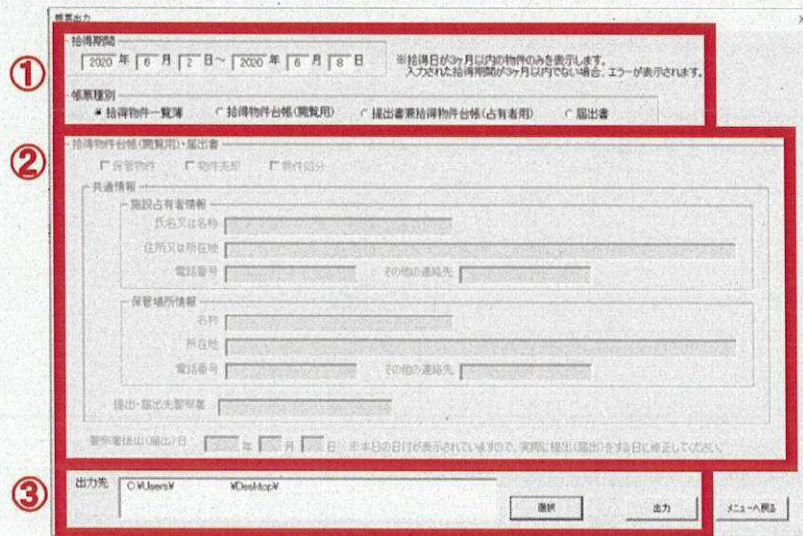 帳票出力
①
拾得期間
2020 年 6 月 2 日～ 2020 年 6 月 8 日
※拾得日が3ヶ月以内の物件のみを表示します。
入力された拾得期間が3ヶ月以内でない場合、エラーが表示されます。
帳票種別
拾得物件一覧簿 拾得物件台帳(閲覧用) 提出書兼拾得物件台帳(占有者用) 届出書
②
拾得物件台帳(閲覧用)・届出書
保管物件 物件売却 物件処分
共通情報
施設占有者情報
氏名又は名称
住所又は所在地
電話番号 その他の連絡先
保管場所情報
名称
所在地
電話番号 その他の連絡先
提出・届出先警察署
警察署提出(届出)日 年 月 日 ※本日の日付が表示されていますので、実際に提出(届出)をする日に修正してください。
③
出力先 C:¥Users¥ ¥Desktop¥
選択 出力 メニューへ戻る